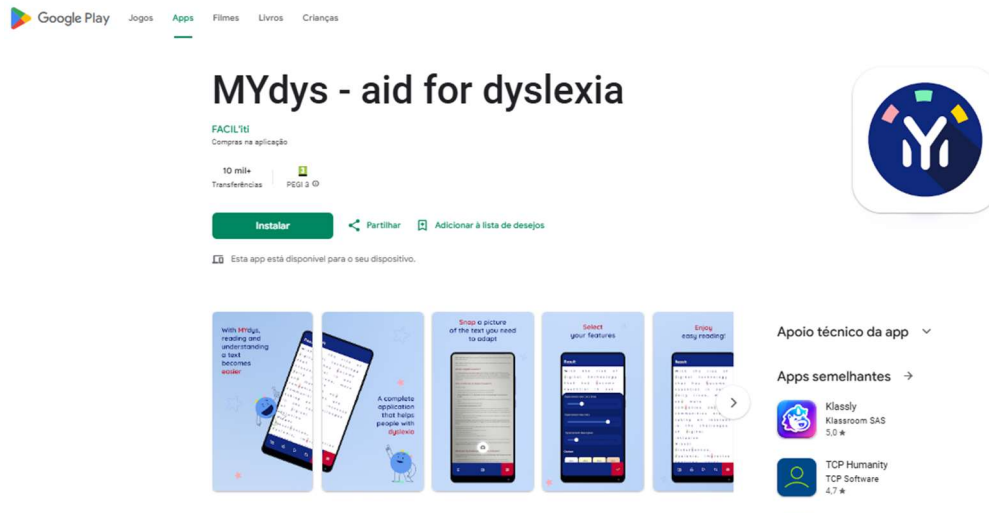 Google Play Jogos Apps Filmes Livros Crianças
MYdys - aid for dyslexia
FACIL'iti
Compras na aplicação
10 mil+
Transferências
3
PEGI 3
Instalar
Partilhar
Adicionar à lista de desejos
Esta app está disponível para o seu dispositivo.
With MYdys,
reading and
understanding
a text
becomes
easier
A complete
application
that helps
people with
dyslexia
Snap a picture
of the text you need
to adapt
Select
your features
Result
Enjoy
easy reading!
Result
Apoio técnico da app
Apps semelhantes
Klassly
Klassroom SAS
5,0 ★
TCP Humanity
TCP Software
4,7 ★